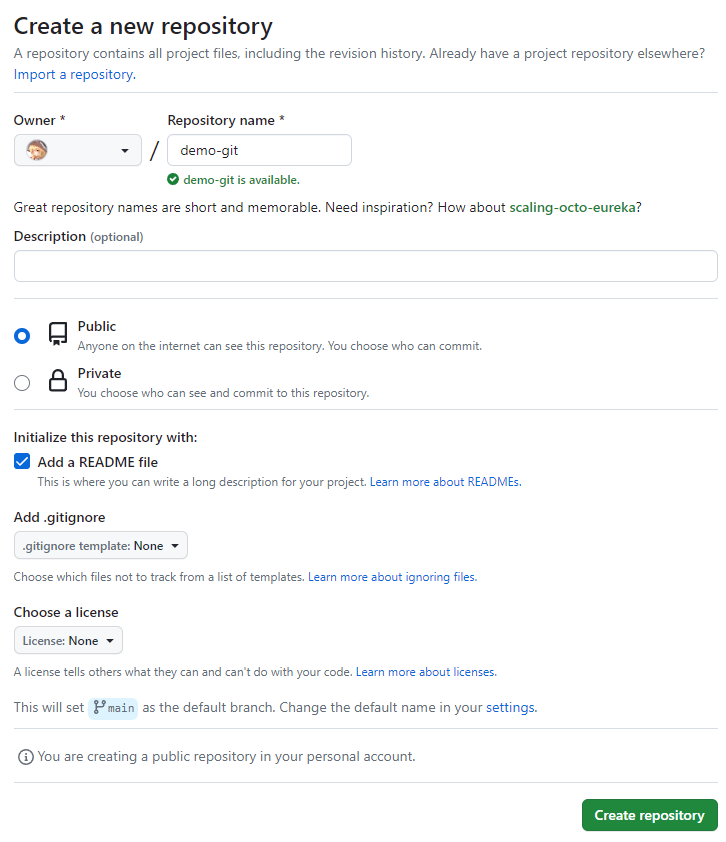 Create a new repository
A repository contains all project files, including the revision history. Already have a project repository elsewhere?
Import a repository.
Owner * Repository name *
/ demo-git
demo-git is available.
Great repository names are short and memorable. Need inspiration? How about scaling-octo-eureka?
Description (optional)
Public
Anyone on the internet can see this repository. You choose who can commit.
Private
You choose who can see and commit to this repository.
Initialize this repository with:
Add a README file
This is where you can write a long description for your project. Learn more about READMEs.
Add .gitignore
.gitignore template: None
Choose which files not to track from a list of templates. Learn more about ignoring files.
Choose a license
License: None
A license tells others what they can and can't do with your code. Learn more about licenses.
This will set main as the default branch. Change the default name in your settings.
You are creating a public repository in your personal account.
Create repository